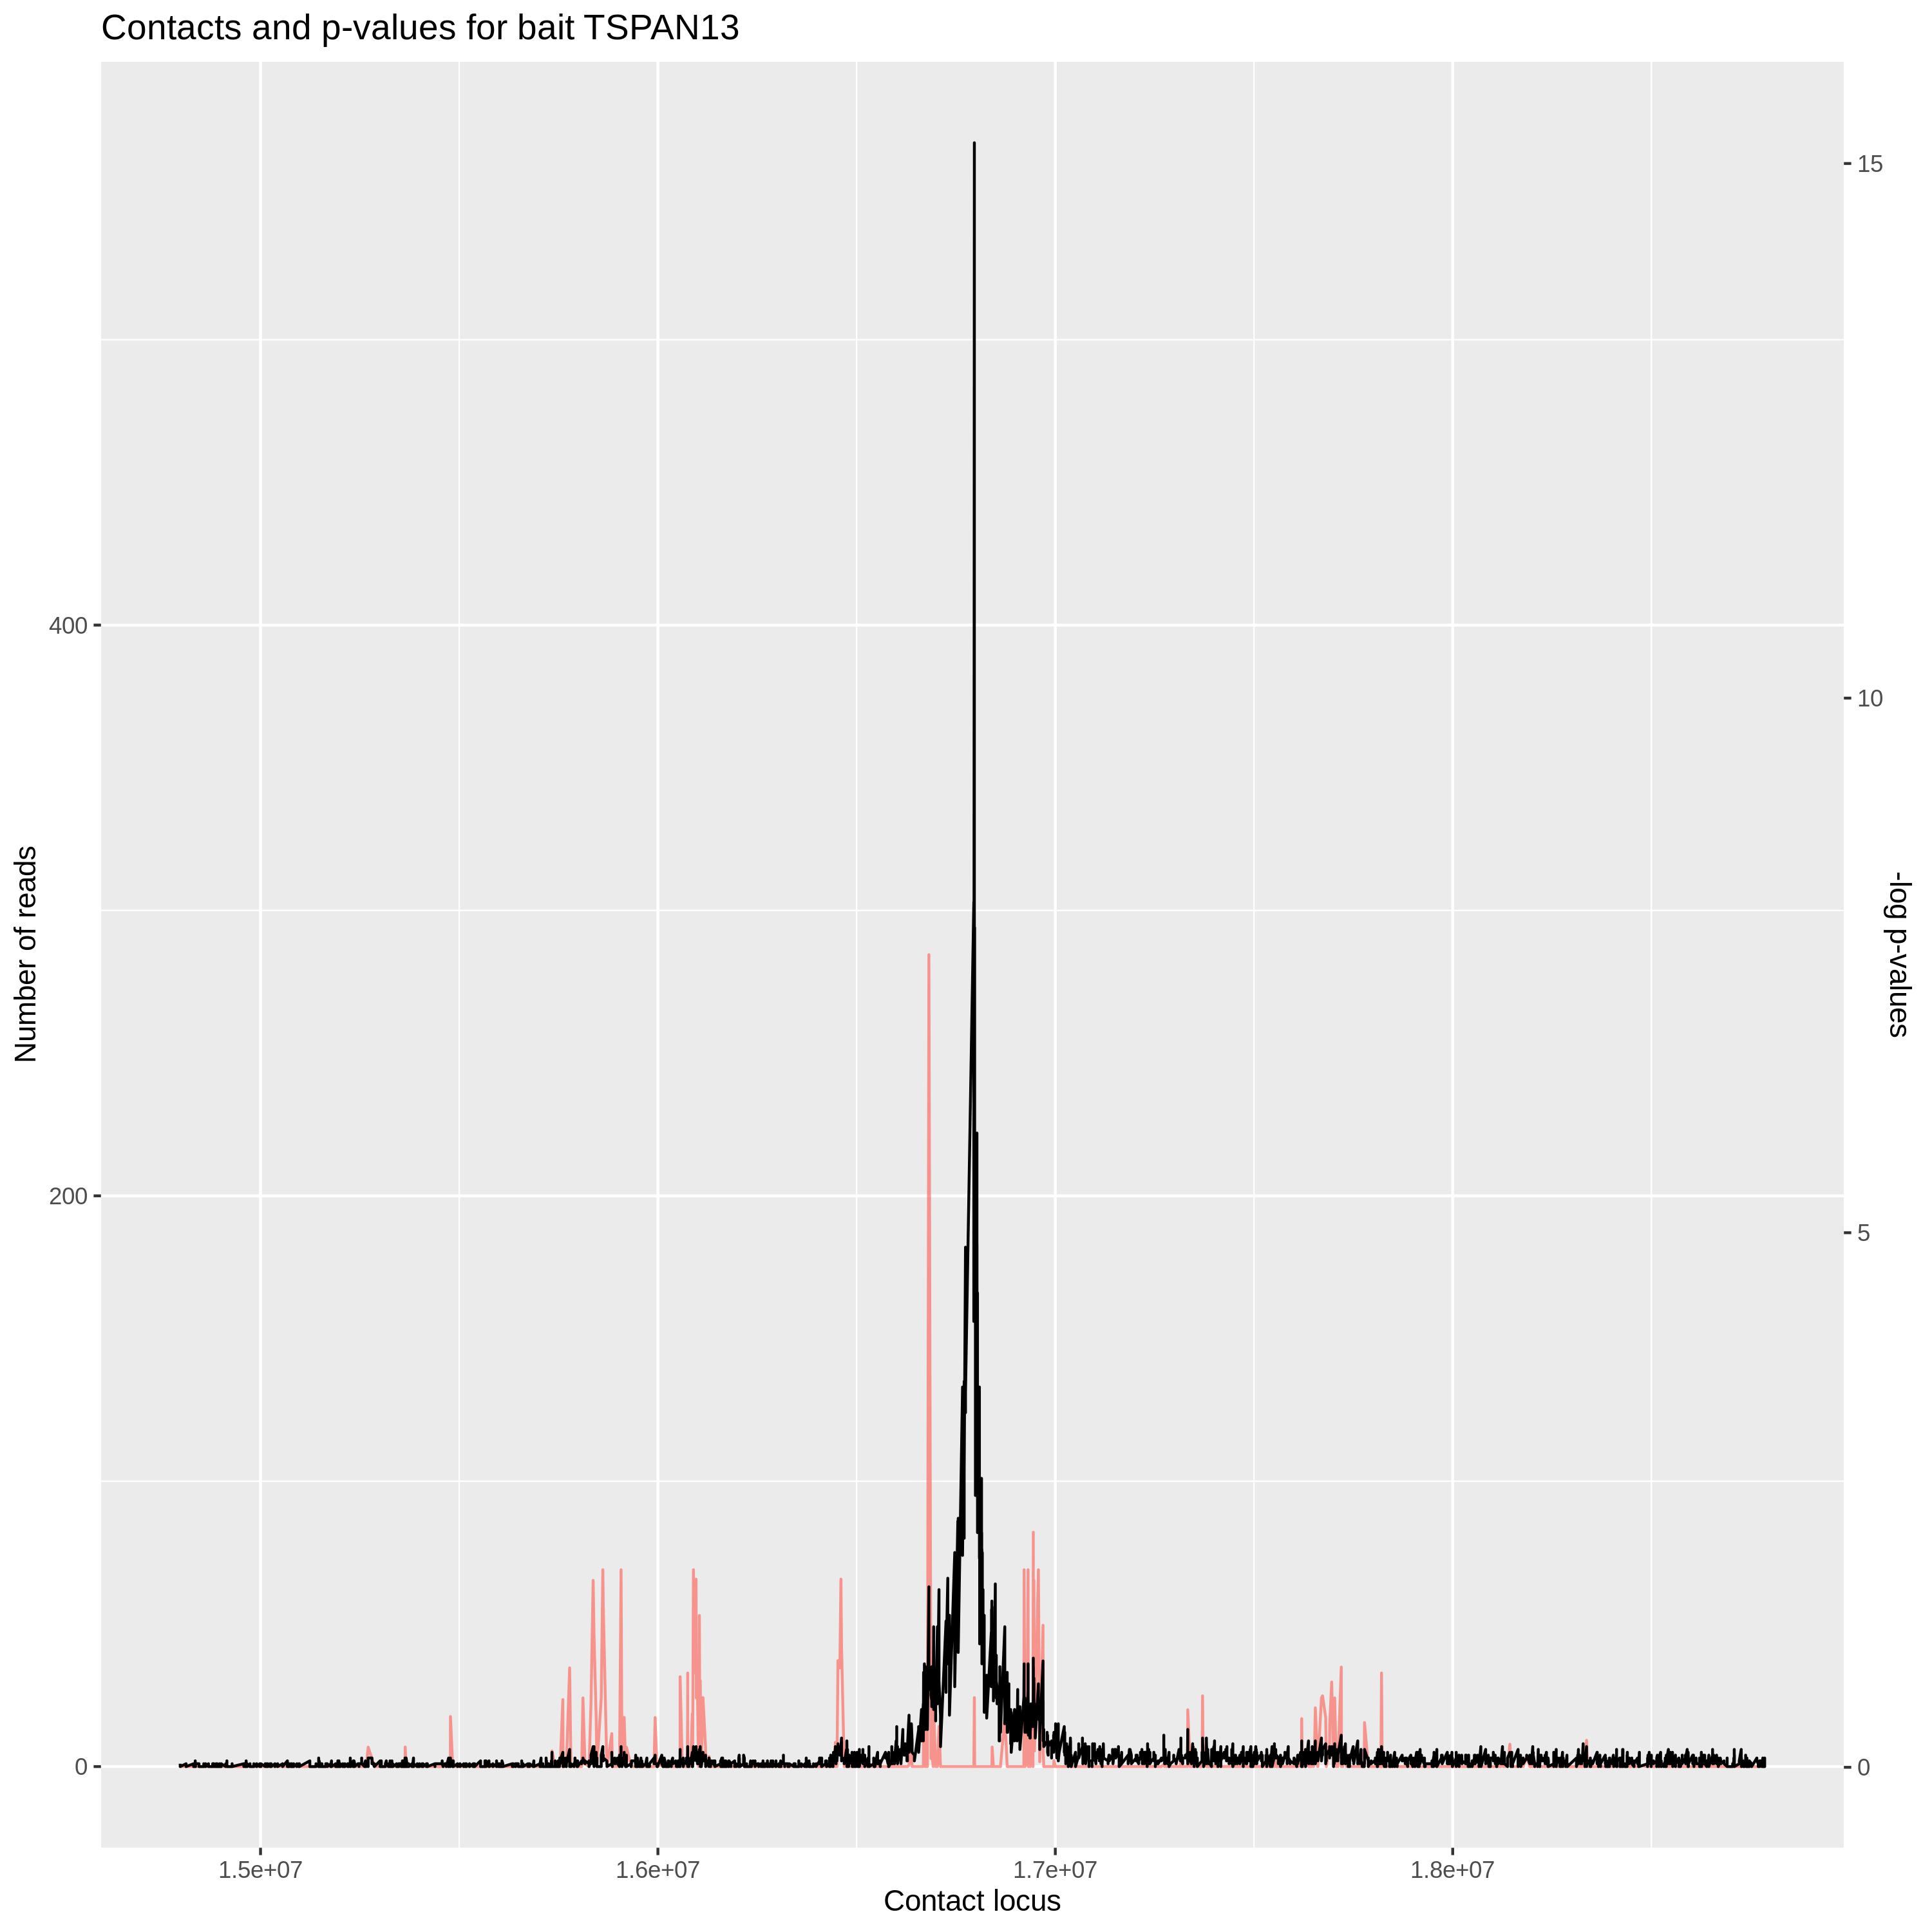 Contacts and p-values for bait TSPAN13
Number of reads
400
200
0
15
10
5
0
-log p-values
1.5e+07
1.6e+07
1.7e+07
1.8e+07
Contact locus